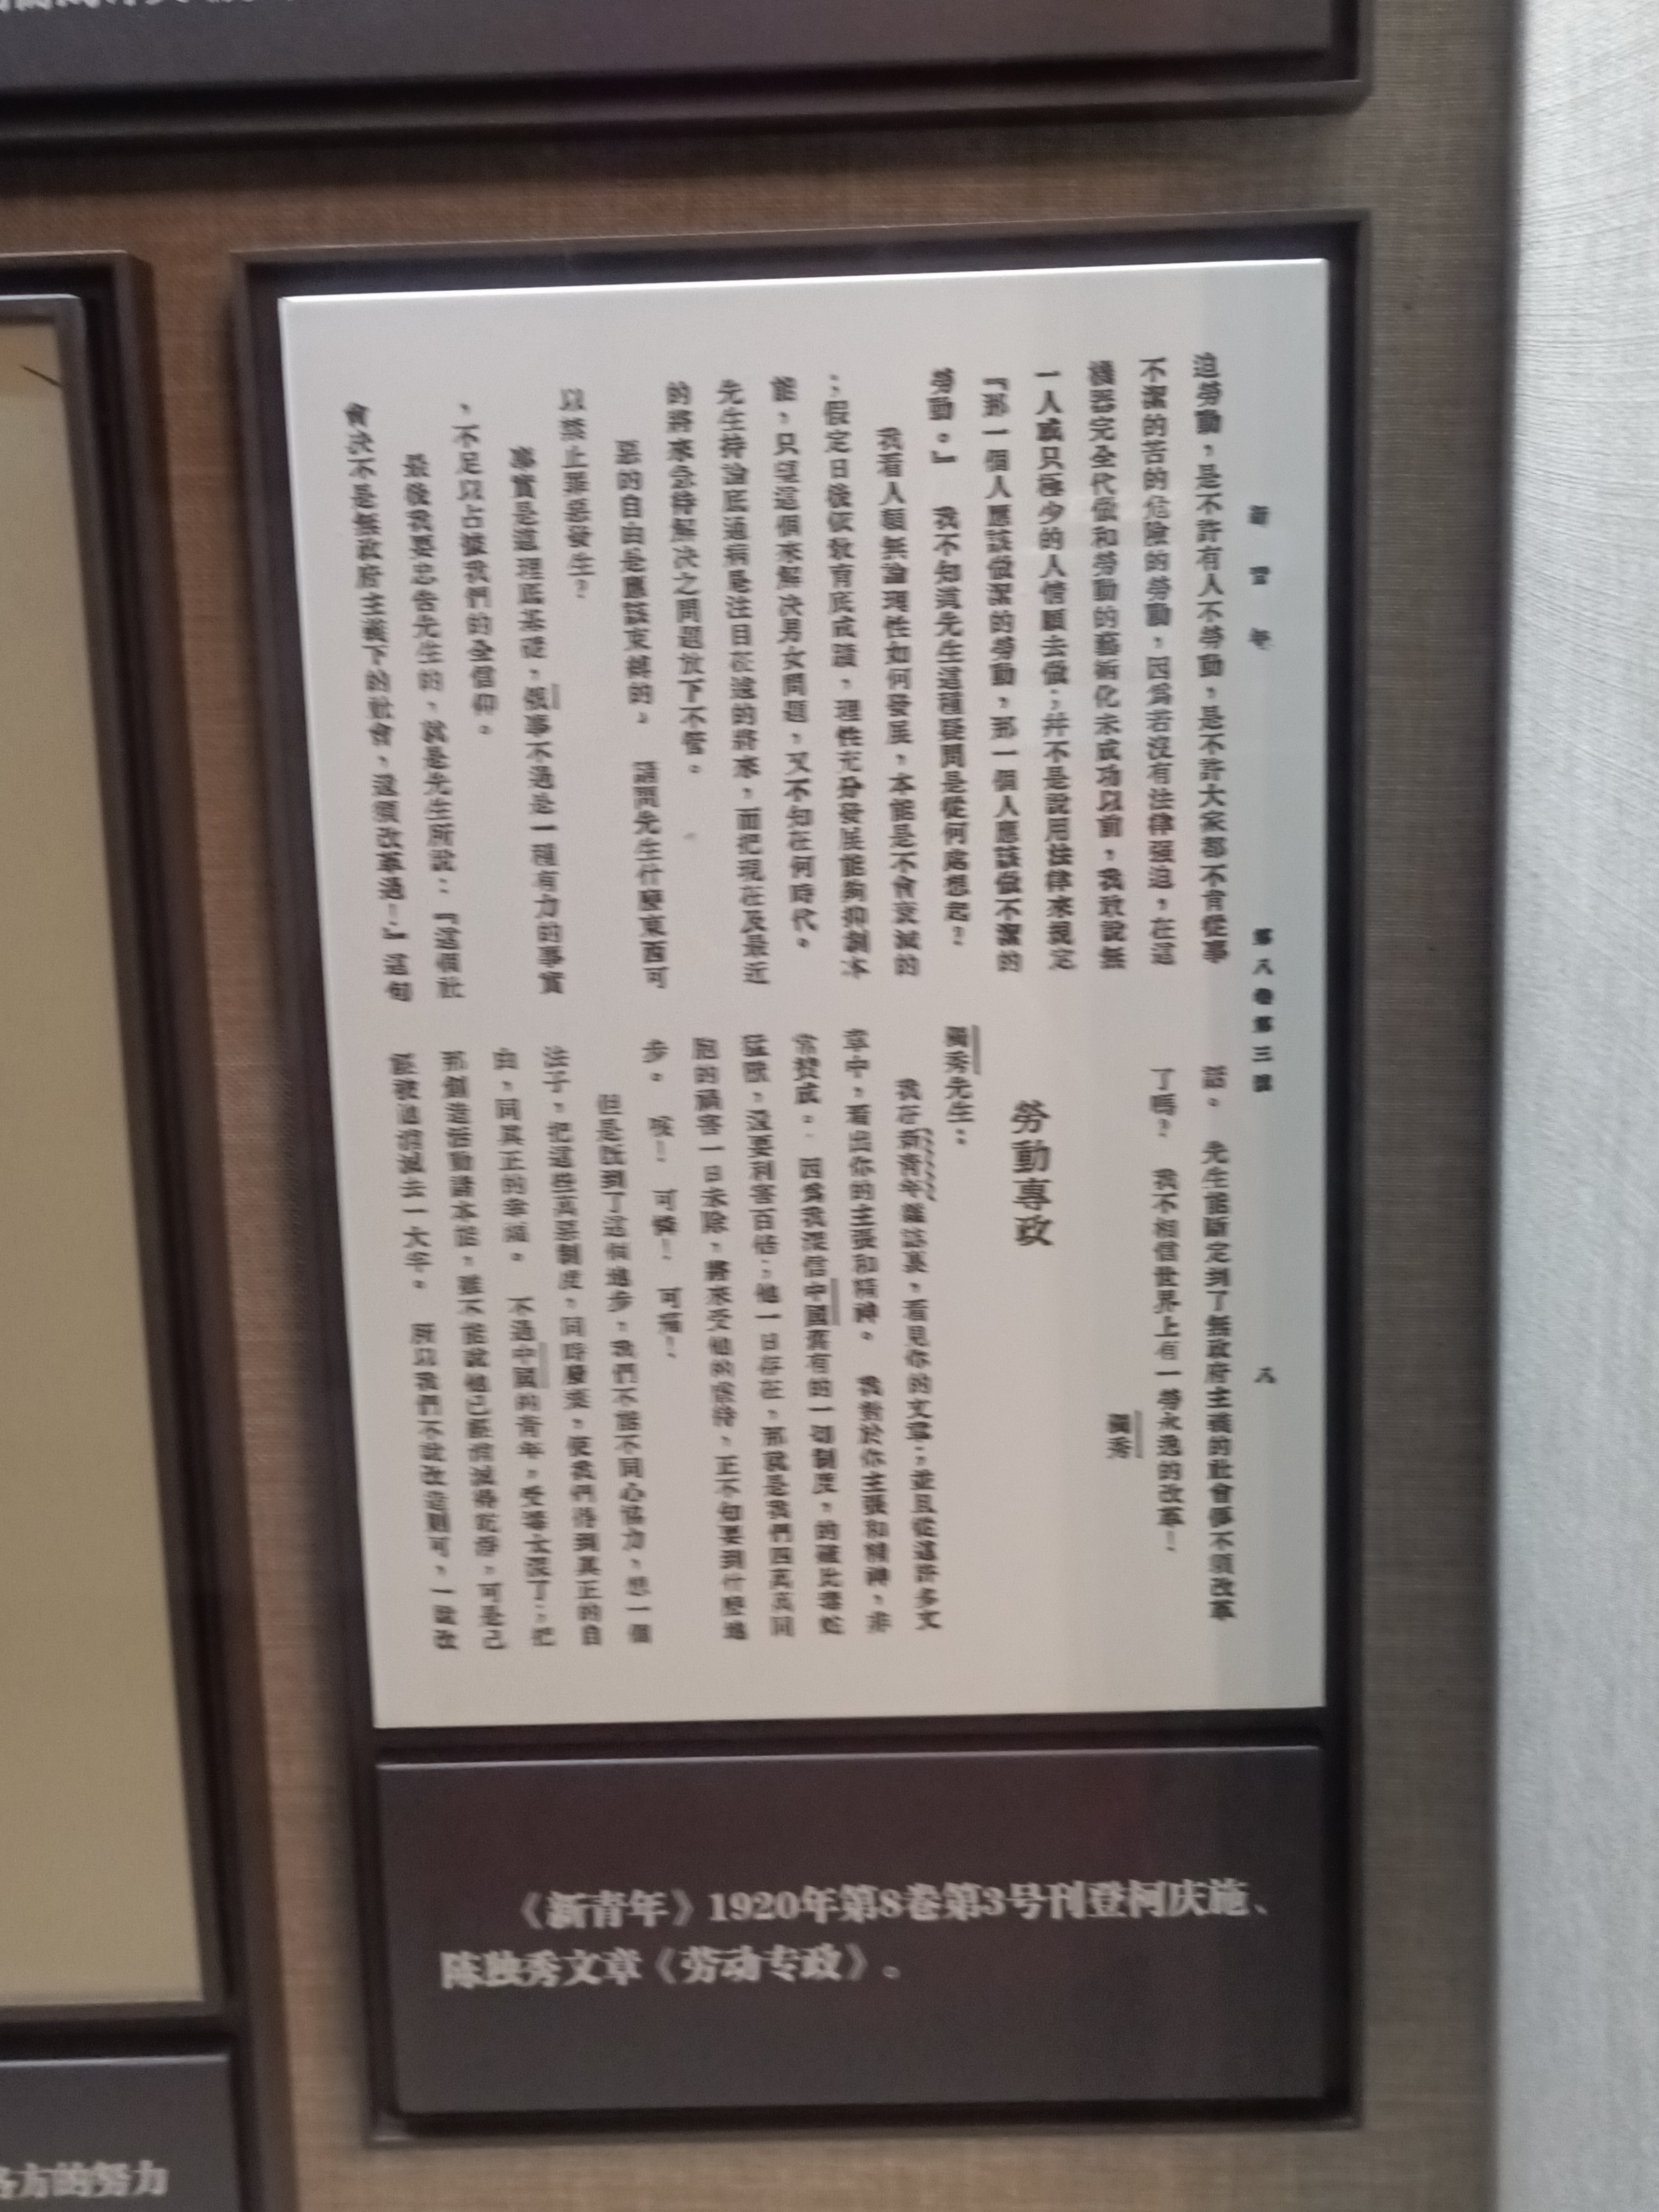 新青年　第八卷第三號　八
迫勞動，是不許有人不勞動，是不許大家都不肯從事
不潔的苦的危險的勞動，因爲若沒有法律强迫，在這
機器完全代儅和勞動的藝術化未成功以前，我敢說無
一人或只極少的人情願去做；幷不是說用法律來規定
『那一個人應該做潔的勞動，那一個人應該做不潔的
勞動。』　我不知道先生這種疑問是從何處想起？
我看人類無論理性如何發展，本能是不會衰減的
；假定日後依敎育底成績，理性充分發展能夠抑制本
能，只望這個來解決男女問題，又不知在何時代。
先生持論底通病是注目在遠的將來，而把現在及最近
的將來急待解決之問題放下不管。
惡的自由是應該束縛的，　請問先生什麼東西可
以禁止罪惡發生？
事實是道理底基礎，俄事不過是一種有力的事實
，不足以占據我們的全信仰。
最後我要忠告先生的，就是先生所說：『這個社
會決不是無政府主義下的社會，還須改革過！』這句
話。　先生能斷定到了無政府主義的社會便不須改革
了嗎？　我不相信世界上有一勞永逸的改革！
獨秀
勞動專政
獨秀先生：
我在新青年雜誌裏，看見你的文章；並且從這許多文
章中，看出你的主張和精神。　我對於你主張和精神，非
常贊成。　因爲我深信中國舊有的一切制度，的確比毒蛇
猛獸，還要利害百倍；他一日存在，那就是我們四萬萬同
胞的禍害一日未除，將來受他的虐待，正不知要到什麼地
步。　唉！　可憐！　可痛！
但是旣到了這個地步，我們不能不同心協力，想一個
法子，把這些萬惡制度，同時廢棄，使我們得到眞正的自
由，同眞正的幸福。　不過中國的靑年，受毒太深了；把
那創造活動諸本能，雖不能說他已經消滅得乾淨，可是已
經被逼消滅去一大半。　所以我們不說改造則可，一說改
《新青年》1920年第8卷第3号刊登柯庆施、
陈独秀文章《劳动专政》。
各方的努力